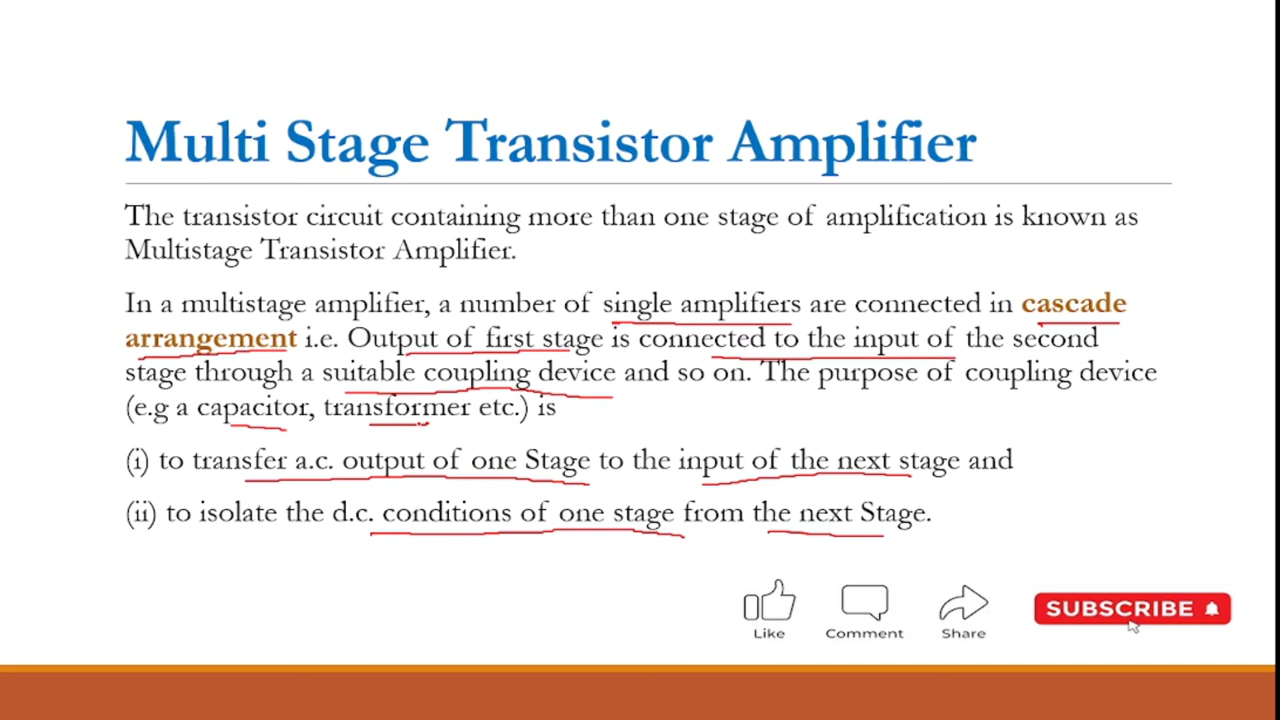 Multi Stage Transistor Amplifier
The transistor circuit containing more than one stage of amplification is known as
Multistage Transistor Amplifier.
In a multistage amplifier, a number of single amplifiers are connected in cascade
arrangement i.e. Output of first stage is connected to the input of the second
stage through a suitable coupling device and so on. The purpose of coupling device
(e.g a capacitor, transformer etc.) is
(i) to transfer a.c. output of one Stage to the input of the next stage and
(ii) to isolate the d.c. conditions of one stage from the next Stage.
Like Comment Share SUBSCRIBE